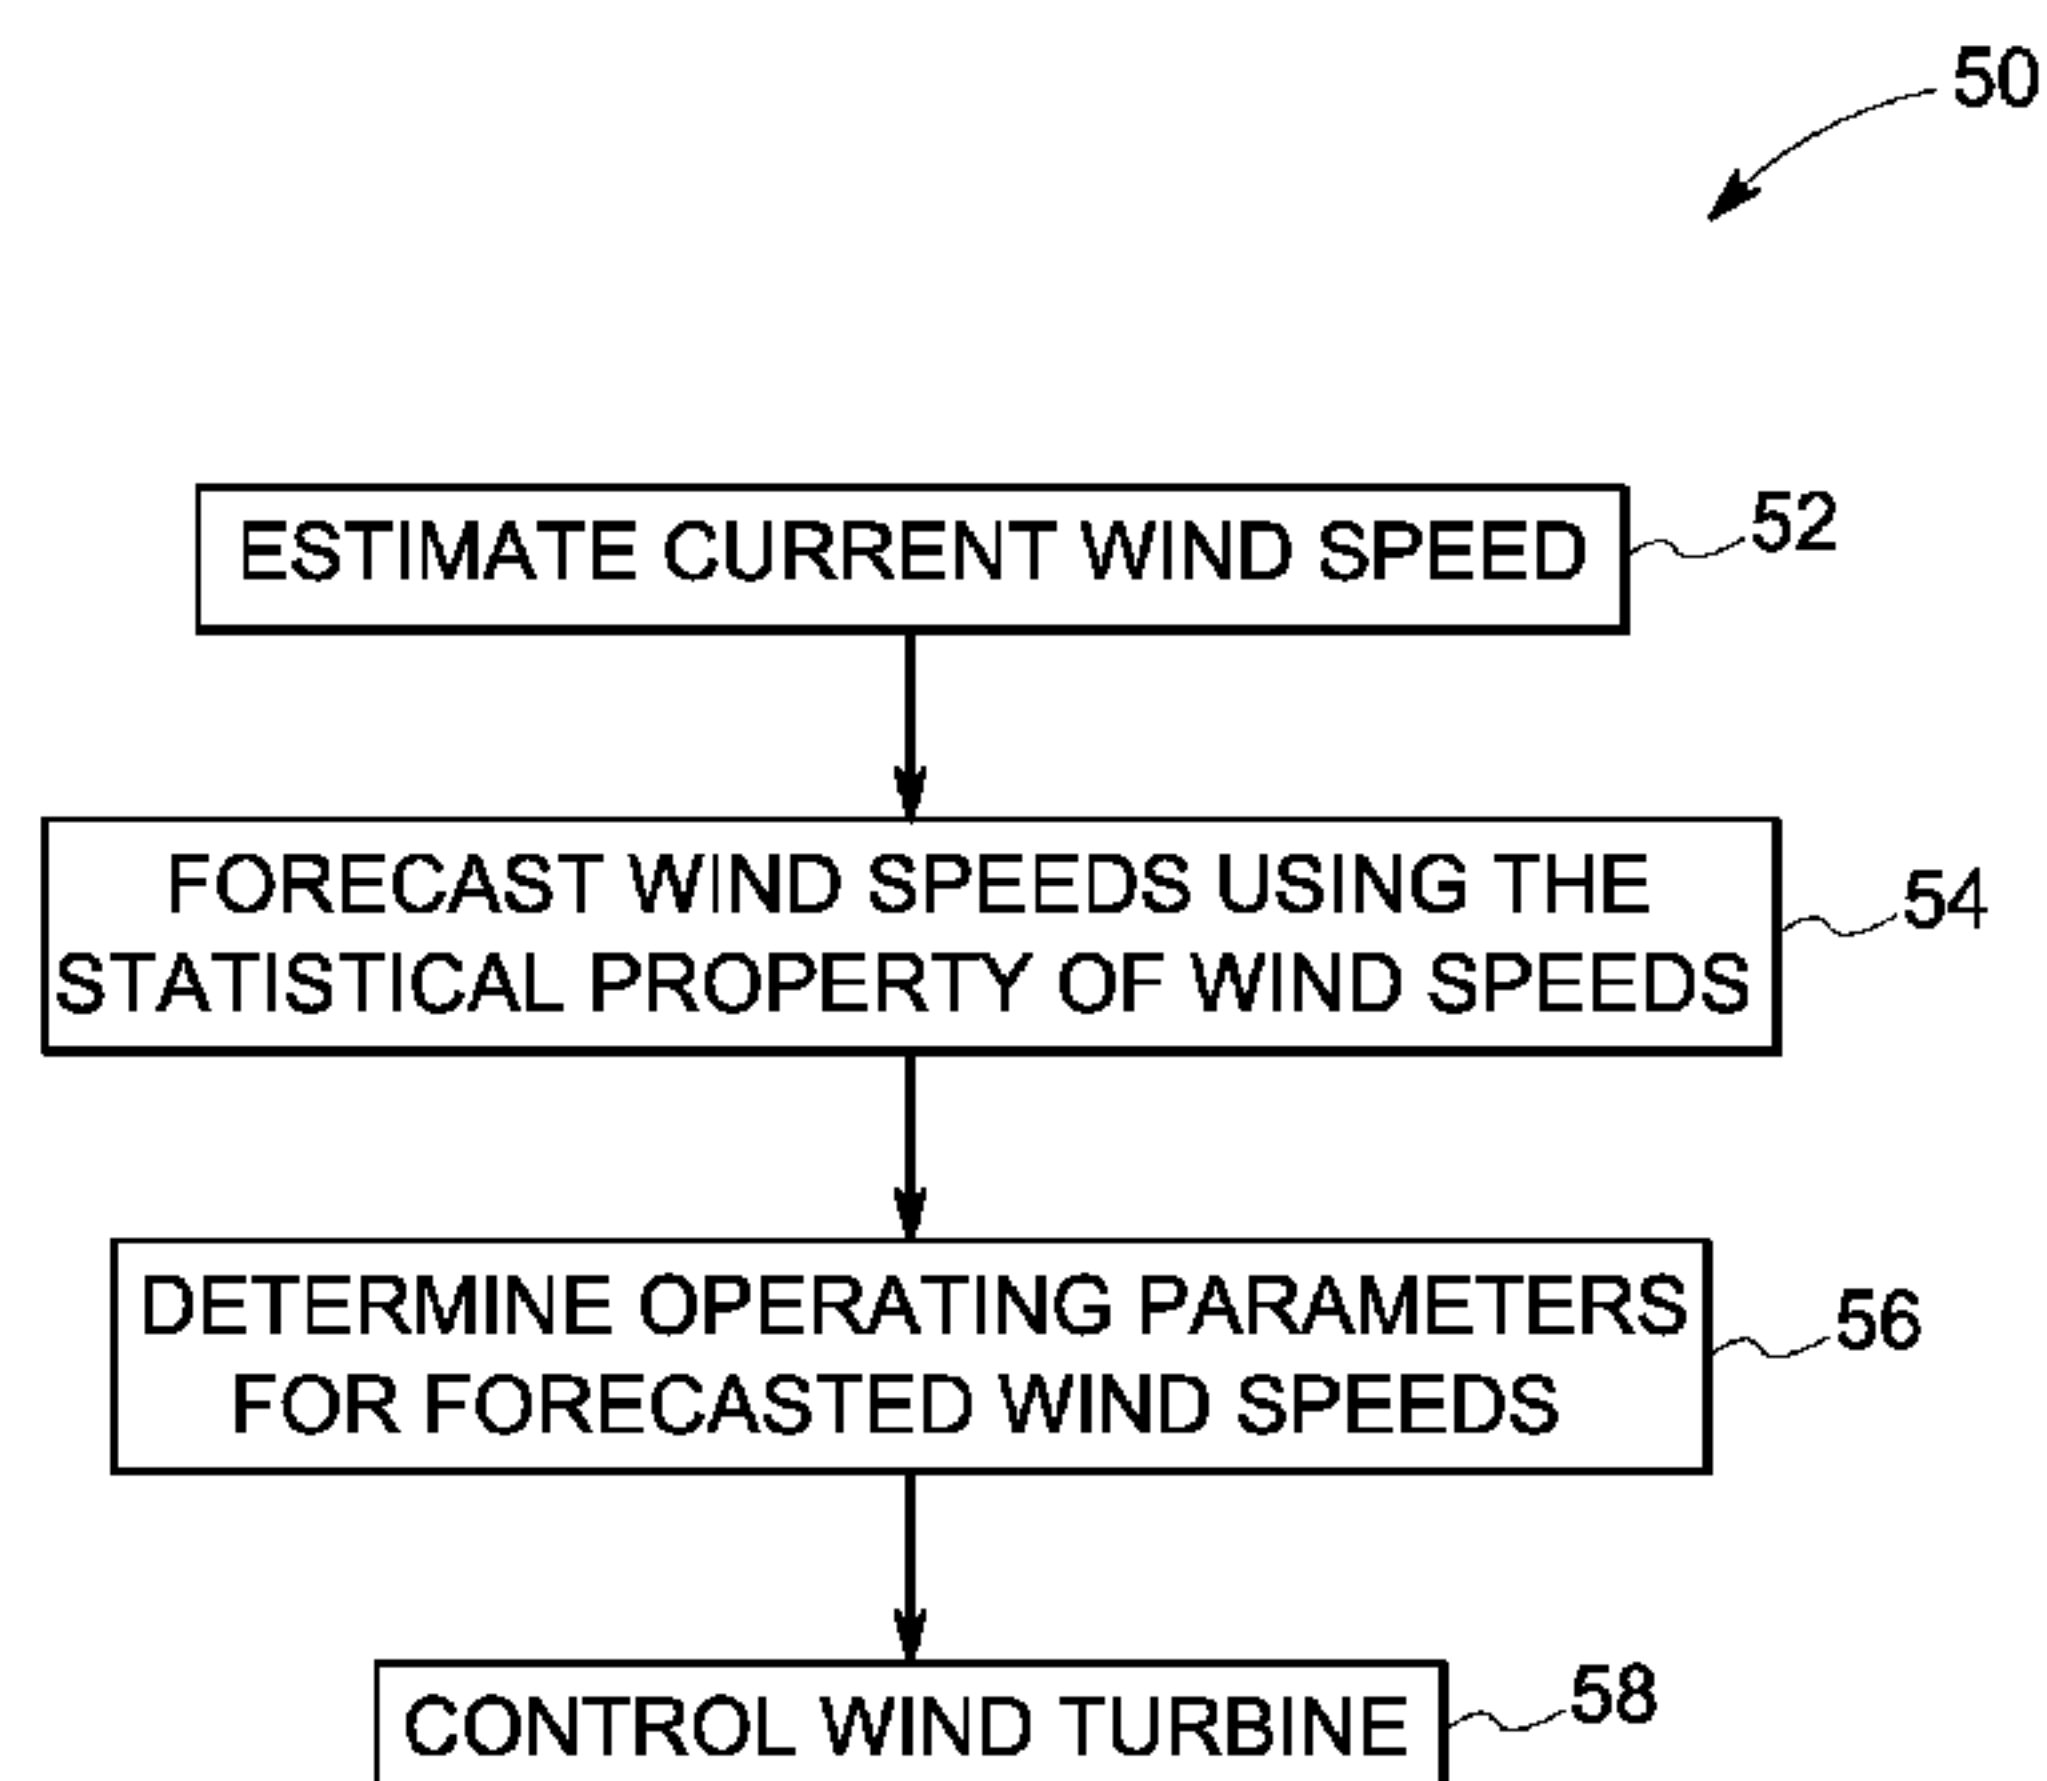 50
ESTIMATE CURRENT WIND SPEED
52
FORECAST WIND SPEEDS USING THE
STATISTICAL PROPERTY OF WIND SPEEDS
54
DETERMINE OPERATING PARAMETERS
FOR FORECASTED WIND SPEEDS
56
CONTROL WIND TURBINE
58